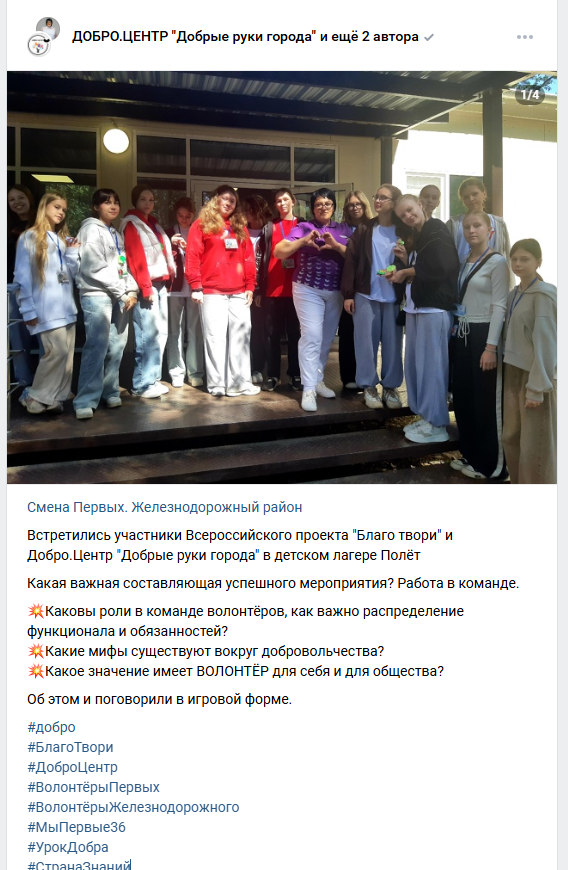 ДОБРО.ЦЕНТР "Добрые руки города" и ещё 2 автора
1/4
Смена Первых. Железнодорожный район
Встретились участники Всероссийского проекта "Благо твори" и
Добро.Центр "Добрые руки города" в детском лагере Полёт
Какая важная составляющая успешного мероприятия? Работа в команде.
💥Каковы роли в команде волонтёров, как важно распределение
функционала и обязанностей?
💥Какие мифы существуют вокруг добровольчества?
💥Какое значение имеет ВОЛОНТЁР для себя и для общества?
Об этом и поговорили в игровой форме.
#добро
#БлагоТвори
#ДоброЦентр
#ВолонтёрыПервых
#ВолонтёрыЖелезнодорожного
#МыПервые36
#УрокДобра
#СтранаЗнаний